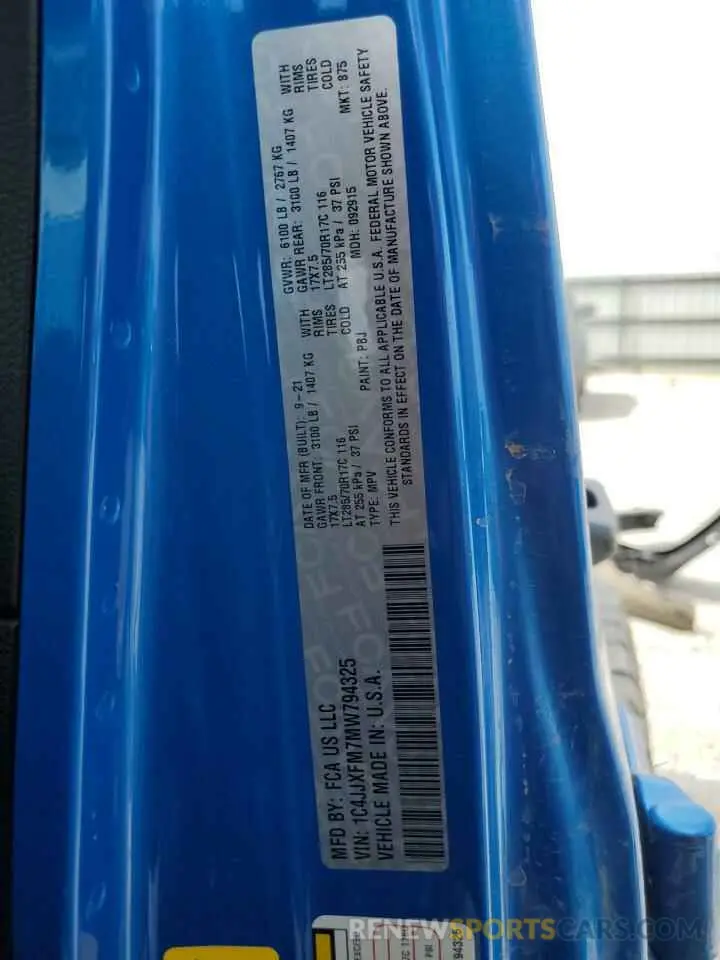 MFD BY: FCA US LLC
VIN: 1C4JJXFM7MW794325
VEHICLE MADE IN: U.S.A.
DATE OF MFR (BUILT): 9-21
GAWR FRONT: 3100 LB / 1407 KG WITH
17X7.5 RIMS
LT285/70R17C 116 TIRES
AT 255 kPa / 37 PSI COLD
TYPE: MPV PAINT: PBJ
GVWR: 6100 LB / 2767 KG
GAWR REAR: 3100 LB / 1407 KG WITH
17X7.5 RIMS
LT285/70R17C 116 TIRES
AT 255 kPa / 37 PSI COLD
MDH: 092915 MKT: 875
THIS VEHICLE CONFORMS TO ALL APPLICABLE U.S.A. FEDERAL MOTOR VEHICLE SAFETY
STANDARDS IN EFFECT ON THE DATE OF MANUFACTURE SHOWN ABOVE.
PSI
94325
RENEWSPORTSCARS.COM